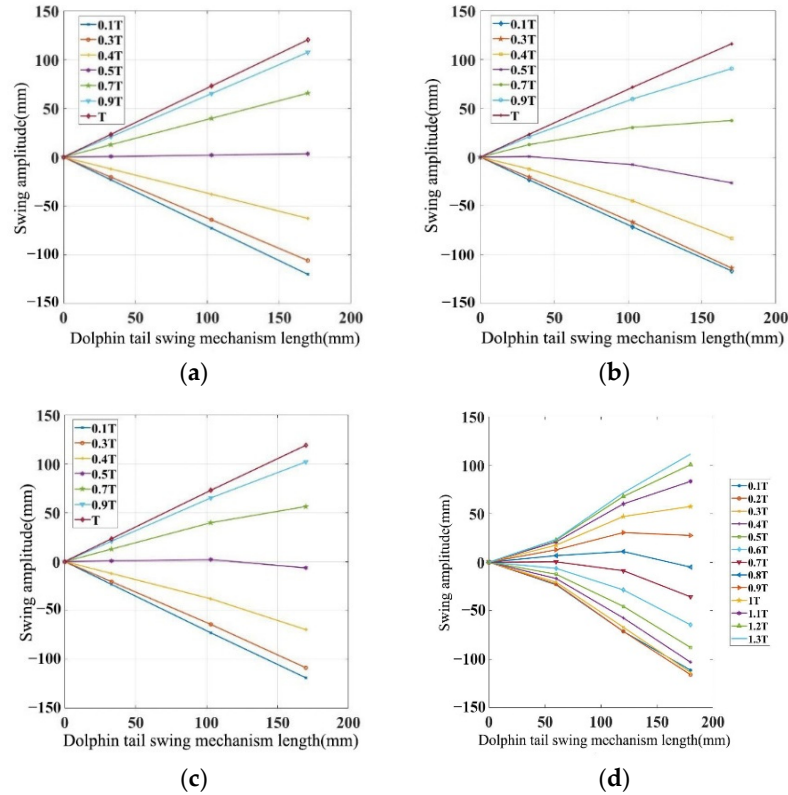 150
100
50
0
−50
−100
−150
0 50 100 150 200
Swing amplitude(mm)
Dolphin tail swing mechanism length(mm)
0.1T
0.3T
0.4T
0.5T
0.7T
0.9T
T
(a)
150
100
50
0
−50
−100
−150
0 50 100 150 200
Swing amplitude(mm)
Dolphin tail swing mechanism length(mm)
0.1T
0.3T
0.4T
0.5T
0.7T
0.9T
T
(b)
150
100
50
0
−50
−100
−150
0 50 100 150 200
Swing amplitude(mm)
Dolphin tail swing mechanism length(mm)
0.1T
0.3T
0.4T
0.5T
0.7T
0.9T
T
(c)
150
100
50
0
−50
−100
−150
0 50 100 150 200
Swing amplitude(mm)
Dolphin tail swing mechanism length(mm)
0.1T
0.2T
0.3T
0.4T
0.5T
0.6T
0.7T
0.8T
0.9T
1T
1.1T
1.2T
1.3T
(d)